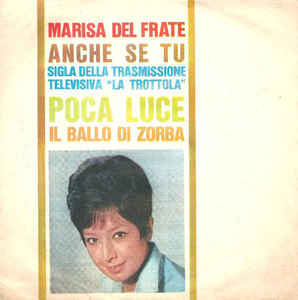 MARISA DEL FRATE
ANCHE SE TU
SIGLA DELLA TRASMISSIONE
TELEVISIVA "LA TROTTOLA"
POCA LUCE
IL BALLO DI ZORBA